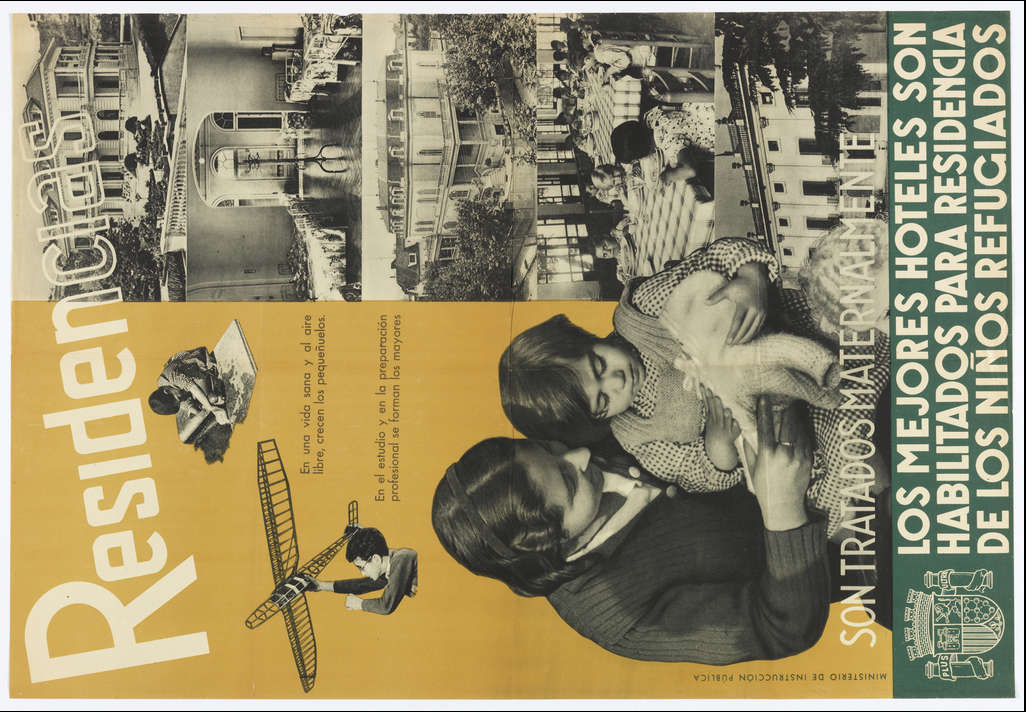 Residencias
En una vida sana y al aire
libre, crecen los pequeñuelos.
En el estudio y en la preparación
profesional se forman los mayores
SON TRATADOS MATERNALMENTE
MINISTERIO DE INSTRUCCIÓN PÚBLICA
LOS MEJORES HOTELES SON
HABILITADOS PARA RESIDENCIA
DE LOS NIÑOS REFUGIADOS
PLUS